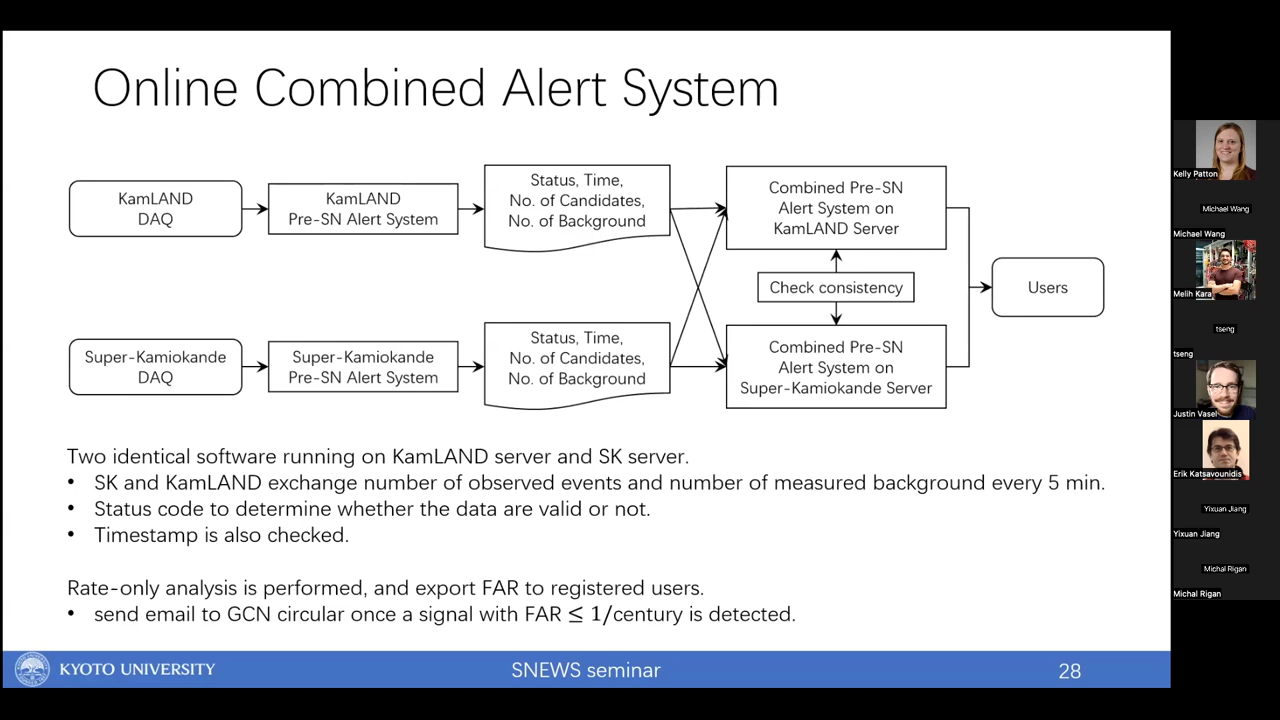 Online Combined Alert System
KamLAND
DAQ
KamLAND
Pre-SN Alert System
Status, Time,
No. of Candidates,
No. of Background
Combined Pre-SN
Alert System on
KamLAND Server
Check consistency
Users
Super-Kamiokande
DAQ
Super-Kamiokande
Pre-SN Alert System
Status, Time,
No. of Candidates,
No. of Background
Combined Pre-SN
Alert System on
Super-Kamiokande Server
Two identical software running on KamLAND server and SK server.
• SK and KamLAND exchange number of observed events and number of measured background every 5 min.
• Status code to determine whether the data are valid or not.
• Timestamp is also checked.
Rate-only analysis is performed, and export FAR to registered users.
• send email to GCN circular once a signal with FAR ≤ 1/century is detected.
KYOTO UNIVERSITY
SNEWS seminar
28
Kelly Patton
Michael Wang
Michael Wang
Melih Kara
tseng
tseng
Justin Vasel
Erik Katsavounidis
Yixuan Jiang
Yixuan Jiang
Michal Rigan
Michal Rigan